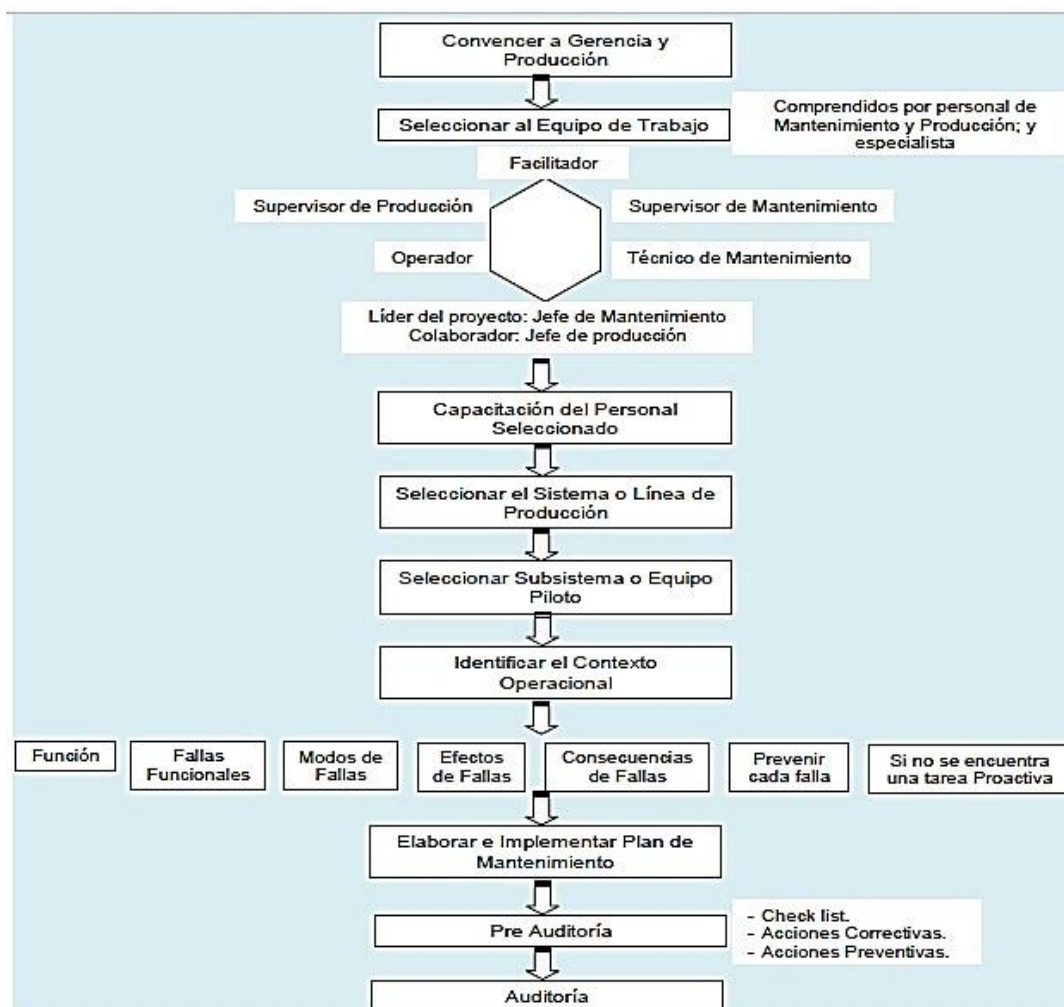 Convencer a Gerencia y
Producción
Seleccionar al Equipo de Trabajo
Comprendidos por personal de
Mantenimiento y Producción; y
especialista
Facilitador
Supervisor de Producción
Supervisor de Mantenimiento
Operador
Técnico de Mantenimiento
Líder del proyecto: Jefe de Mantenimiento
Colaborador: Jefe de producción
Capacitación del Personal
Seleccionado
Seleccionar el Sistema o Línea de
Producción
Seleccionar Subsistema o Equipo
Piloto
Identificar el Contexto
Operacional
Función
Fallas
Funcionales
Modos de
Fallas
Efectos
de Fallas
Consecuencias
de Fallas
Prevenir
cada falla
Si no se encuentra
una tarea Proactiva
Elaborar e Implementar Plan de
Mantenimiento
Pre Auditoría
- Check list.
- Acciones Correctivas.
- Acciones Preventivas.
Auditoría